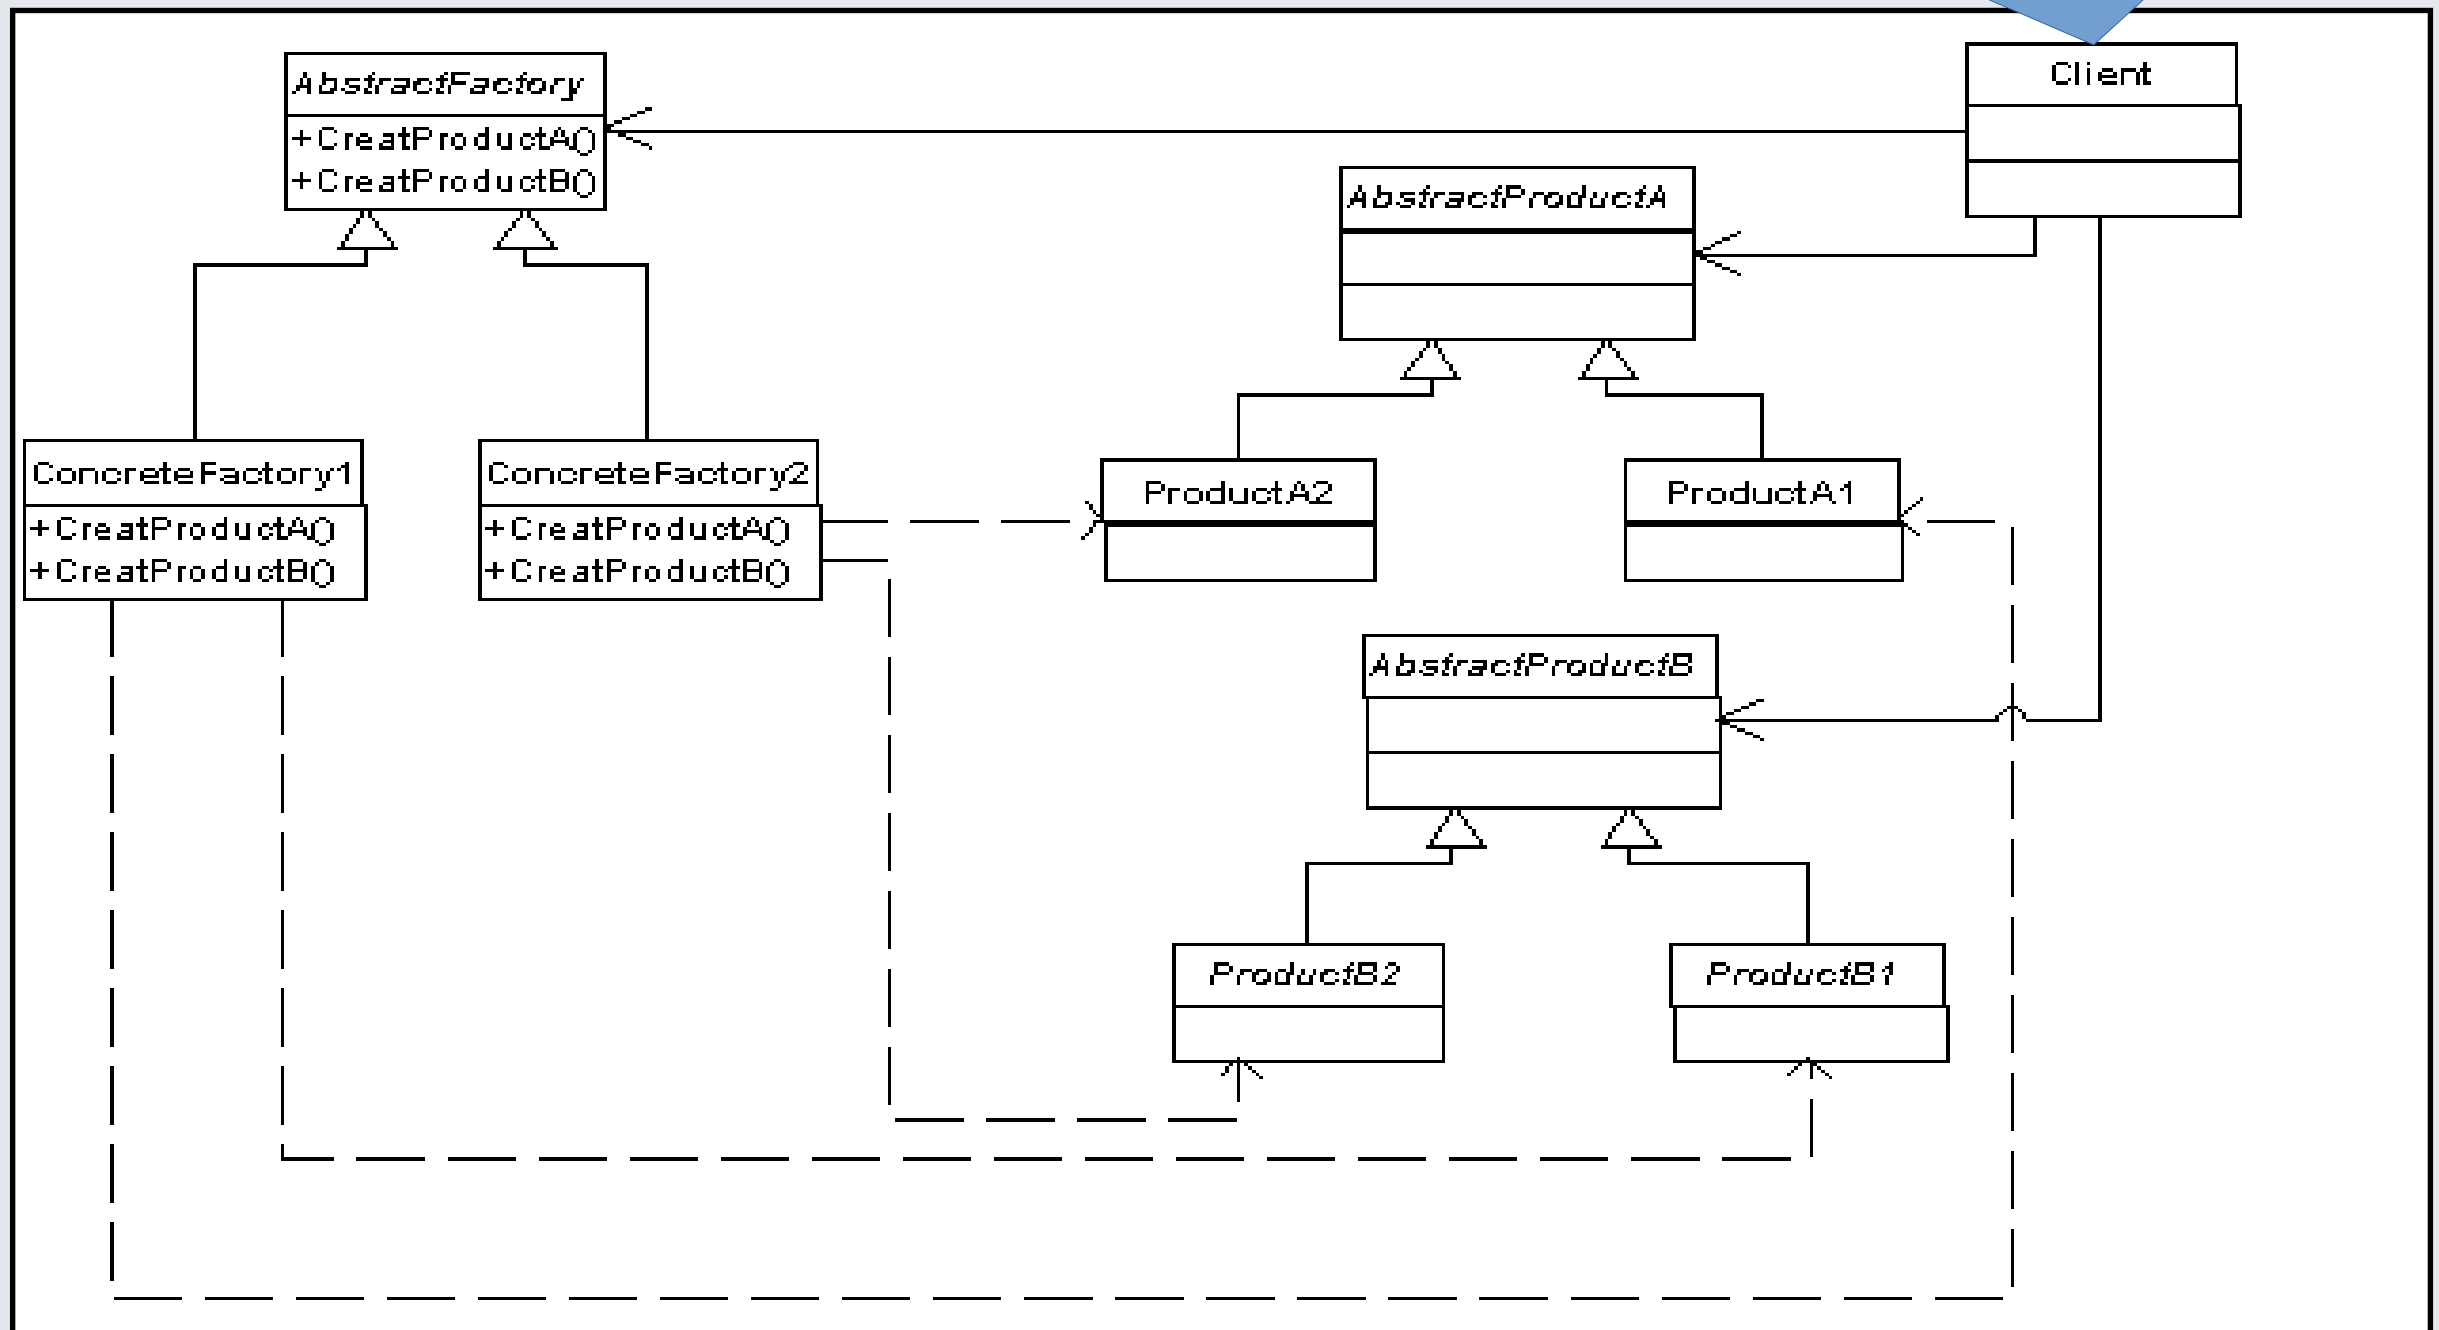 AbstractFactory
+CreatProductA()
+CreatProductB()
Client
AbstractProductA
ConcreteFactory1
+CreatProductA()
+CreatProductB()
ConcreteFactory2
+CreatProductA()
+CreatProductB()
ProductA2
ProductA1
AbstractProductB
ProductB2
ProductB1